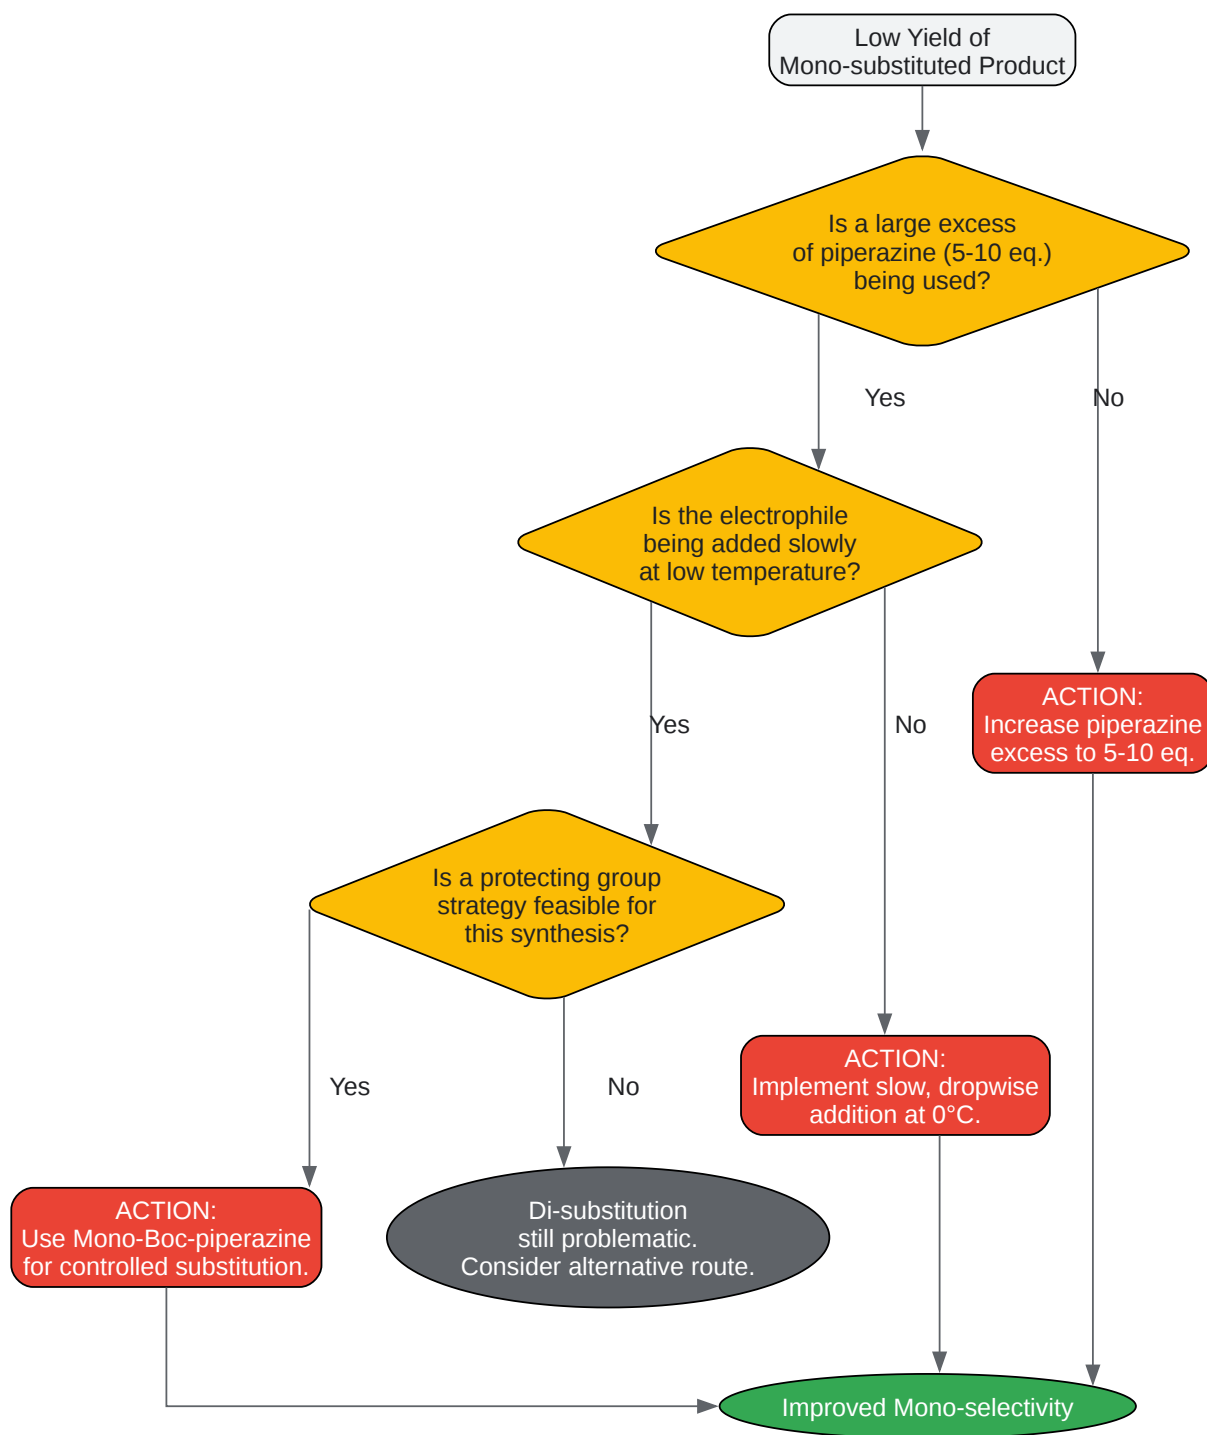 Low Yield of
Mono-substituted Product
Is a large excess
of piperazine (5-10 eq.)
being used?
Yes
No
Is the electrophile
being added slowly
at low temperature?
Yes
No
ACTION:
Increase piperazine
excess to 5-10 eq.
Is a protecting group
strategy feasible for
this synthesis?
Yes
No
ACTION:
Implement slow, dropwise
addition at 0°C.
ACTION:
Use Mono-Boc-piperazine
for controlled substitution.
Di-substitution
still problematic.
Consider alternative route.
Improved Mono-selectivity